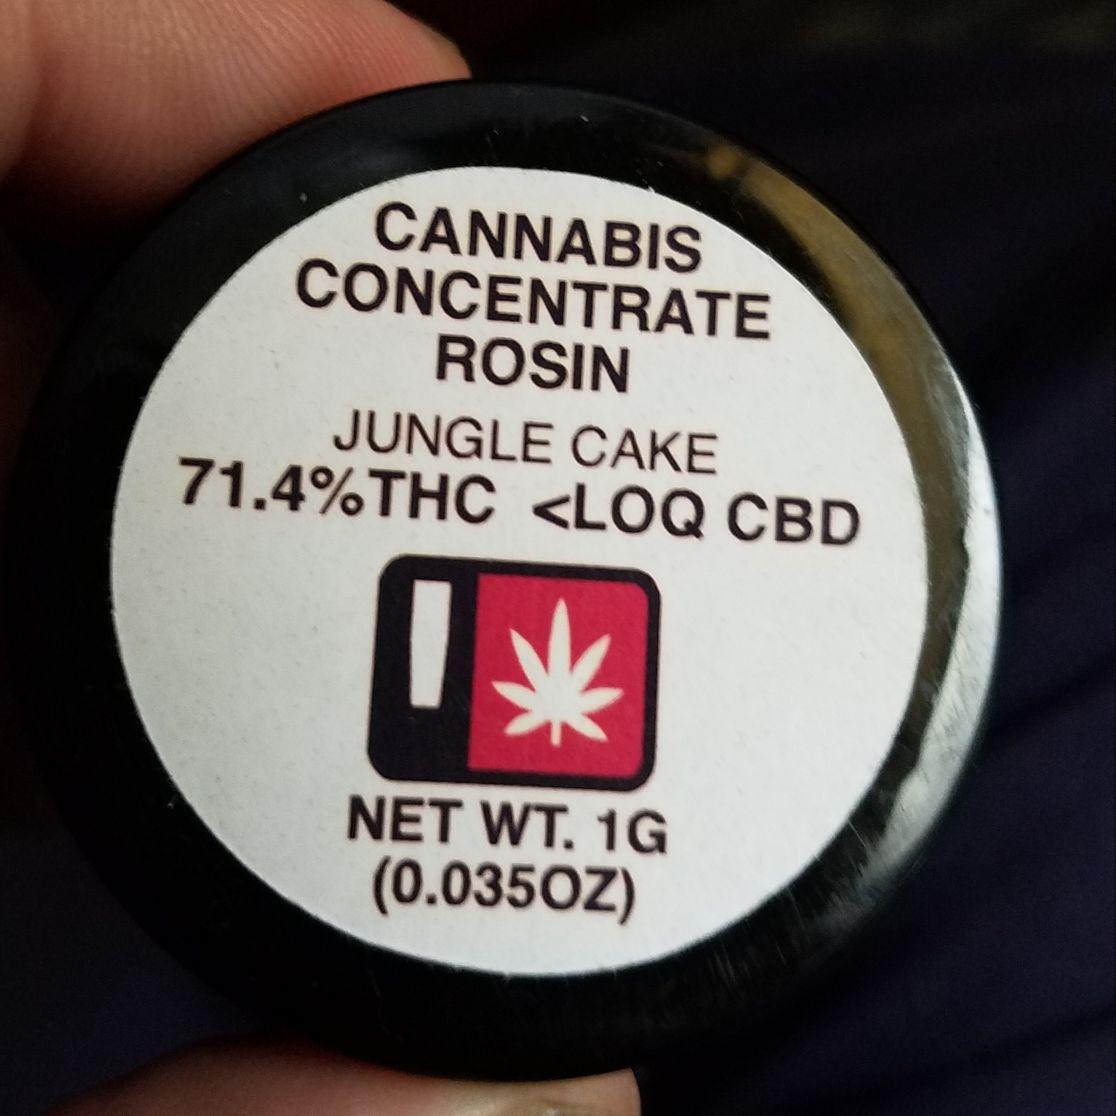 CANNABIS
CONCENTRATE
ROSIN
JUNGLE CAKE
71.4%THC <LOQ CBD
!
NET WT. 1G
(0.035OZ)